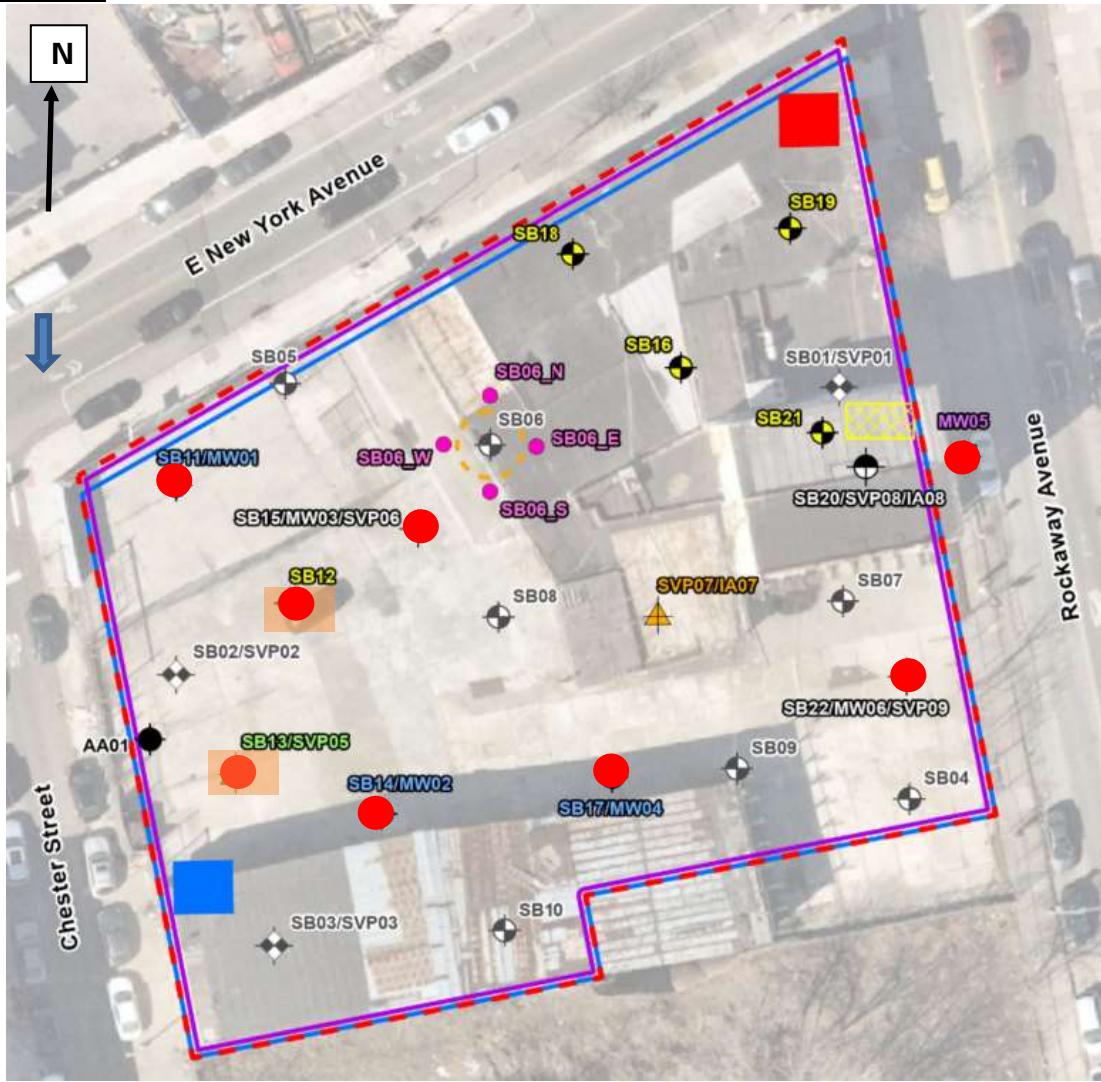 N
E New York Avenue
SB19
SB18
SB16
SB05
SB01/SVP01
SB06_N
SB06
SB21
MW05
SB06_E
SB06_W
SB11/MW01
SB20/SVP08/IA08
SB06_S
SB15/MW03/SVP06
Rockaway Avenue
SB12
SVP07/IA07
SB07
SB08
SB02/SVP02
SB22/MW06/SVP09
AA01
SB13/SVP05
SB09
SB04
SB14/MW02
SB17/MW04
Chester Street
SB10
SB03/SVP03